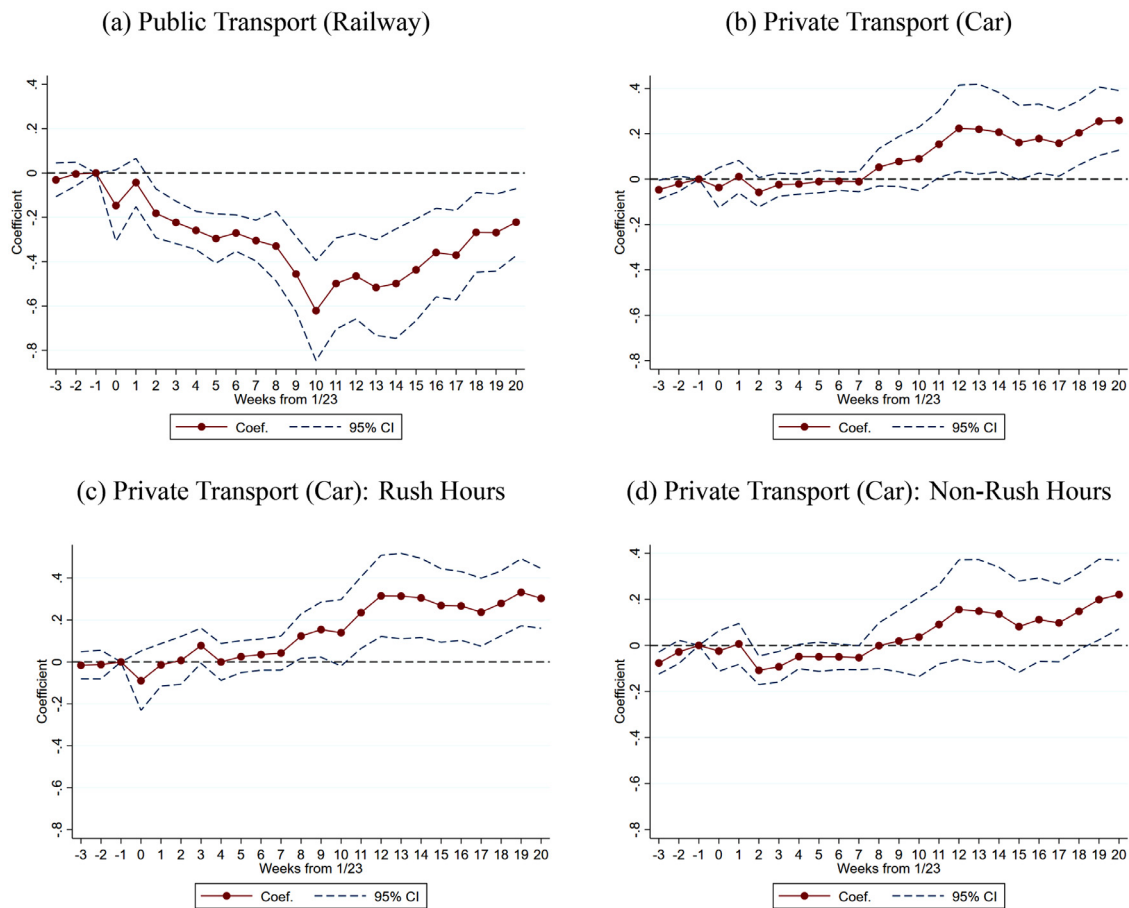 (a) Public Transport (Railway)
.4
.2
0
-.2
-.4
-.6
-.8
Coefficient
-3 -2 -1 0 1 2 3 4 5 6 7 8 9 10 11 12 13 14 15 16 17 18 19 20
Weeks from 1/23
Coef. 95% CI
(b) Private Transport (Car)
.4
.2
0
-.2
-.4
-.6
-.8
Coefficient
-3 -2 -1 0 1 2 3 4 5 6 7 8 9 10 11 12 13 14 15 16 17 18 19 20
Weeks from 1/23
Coef. 95% CI
(c) Private Transport (Car): Rush Hours
.4
.2
0
-.2
-.4
-.6
-.8
Coefficient
-3 -2 -1 0 1 2 3 4 5 6 7 8 9 10 11 12 13 14 15 16 17 18 19 20
Weeks from 1/23
Coef. 95% CI
(d) Private Transport (Car): Non-Rush Hours
.4
.2
0
-.2
-.4
-.6
-.8
Coefficient
-3 -2 -1 0 1 2 3 4 5 6 7 8 9 10 11 12 13 14 15 16 17 18 19 20
Weeks from 1/23
Coef. 95% CI